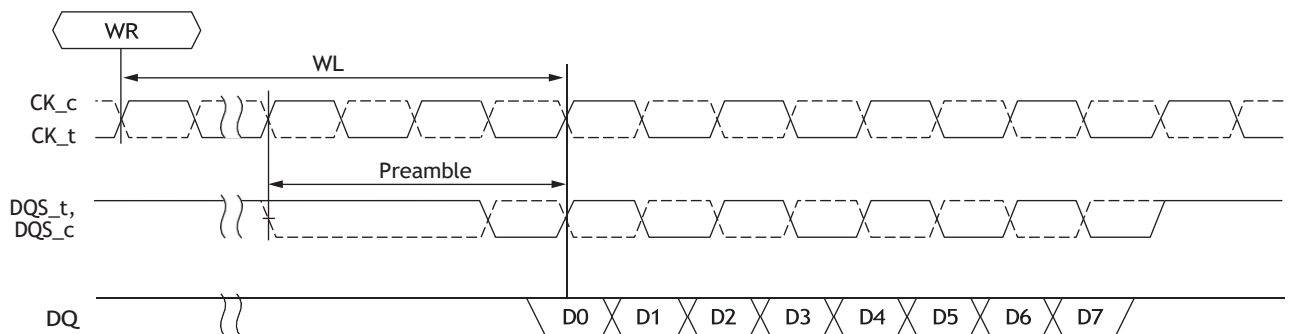 WR
WL
CK_c
CK_t
Preamble
DQS_t,
DQS_c
DQ D0 D1 D2 D3 D4 D5 D6 D7